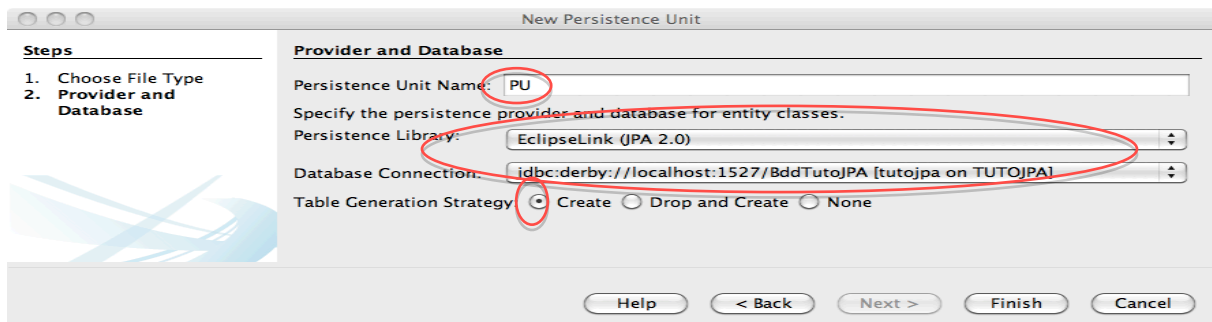 New Persistence Unit
Steps
1. Choose File Type
2. Provider and
Database
Provider and Database
Persistence Unit Name: PU
Specify the persistence provider and database for entity classes.
Persistence Library: EclipseLink (JPA 2.0)
Database Connection: jdbc:derby://localhost:1527/BddTutoJPA [tutojpa on TUTOJPA]
Table Generation Strategy: Create Drop and Create None
Help < Back Next > Finish Cancel